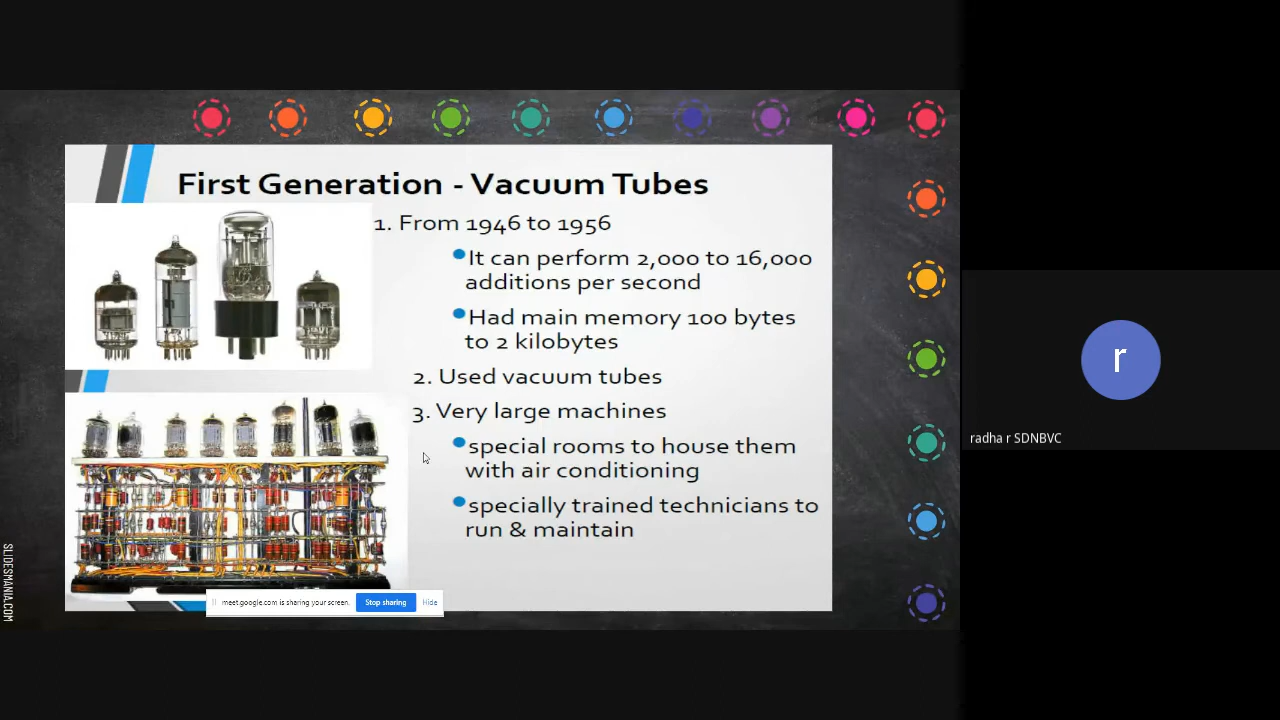 First Generation - Vacuum Tubes
1. From 1946 to 1956
It can perform 2,000 to 16,000
additions per second
Had main memory 100 bytes
to 2 kilobytes
2. Used vacuum tubes
3. Very large machines
special rooms to house them
with air conditioning
specially trained technicians to
run & maintain
SLIDESMANIA.COM
meet.google.com is sharing your screen. Stop sharing Hide
r
radha r SDNBVC